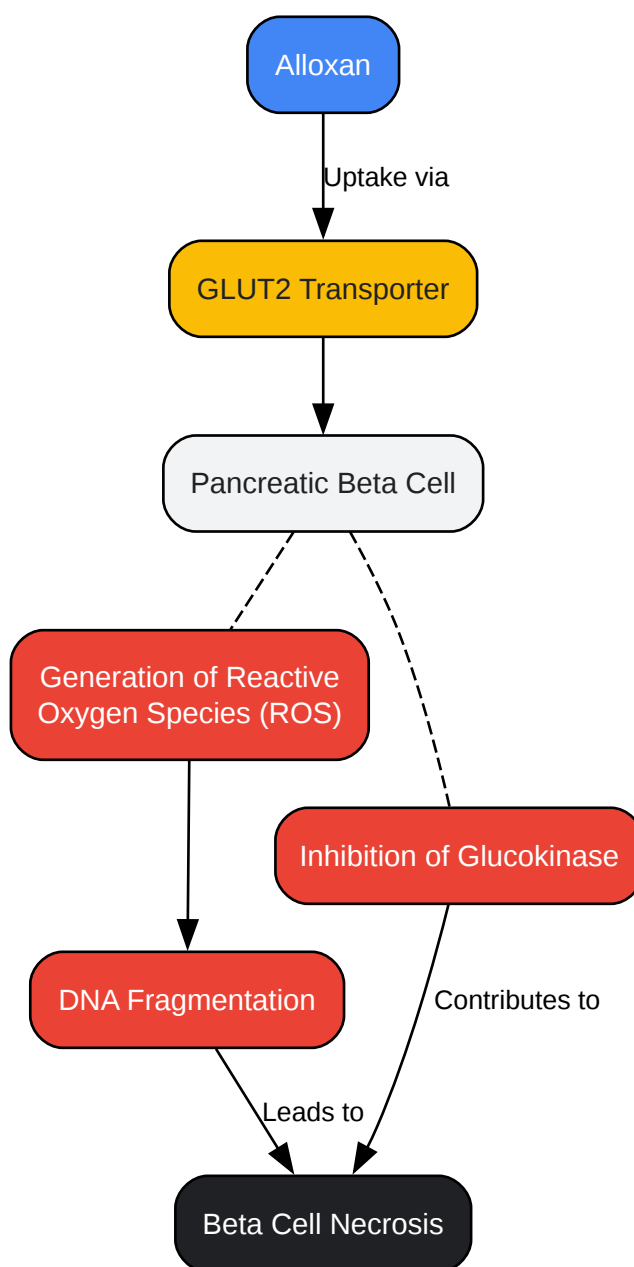 Alloxan
Uptake via
GLUT2 Transporter
Pancreatic Beta Cell
Generation of Reactive
Oxygen Species (ROS)
Inhibition of Glucokinase
DNA Fragmentation
Contributes to
Leads to
Beta Cell Necrosis